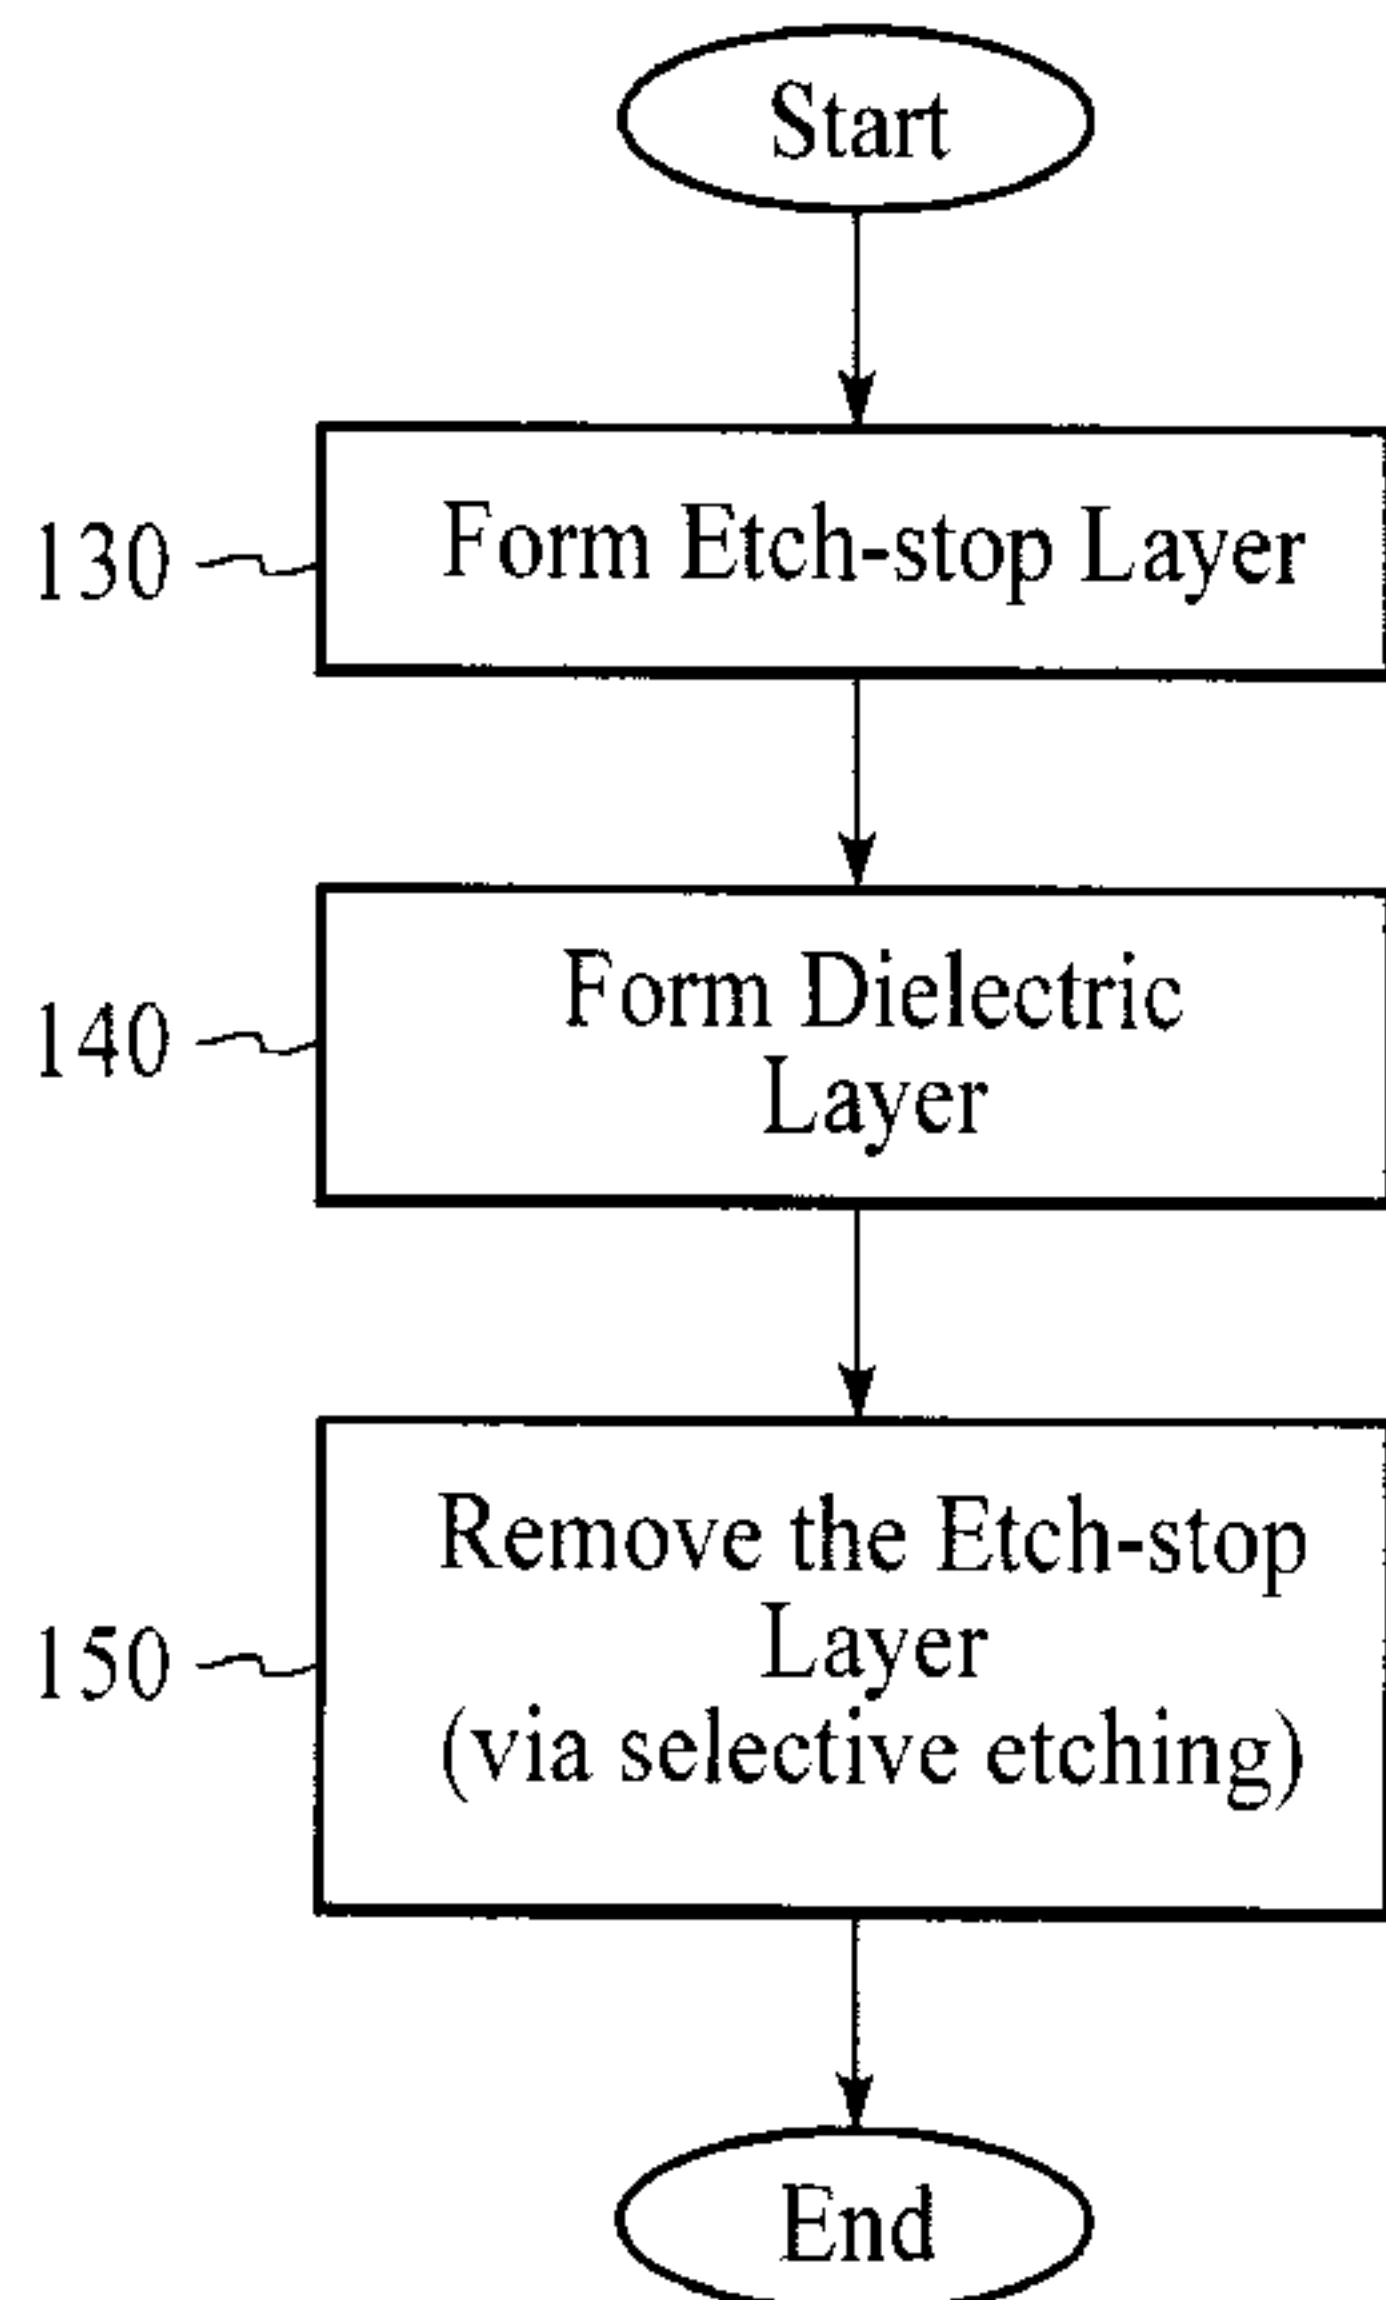 Start
130
Form Etch-stop Layer
140
Form Dielectric
Layer
150
Remove the Etch-stop
Layer
(via selective etching)
End